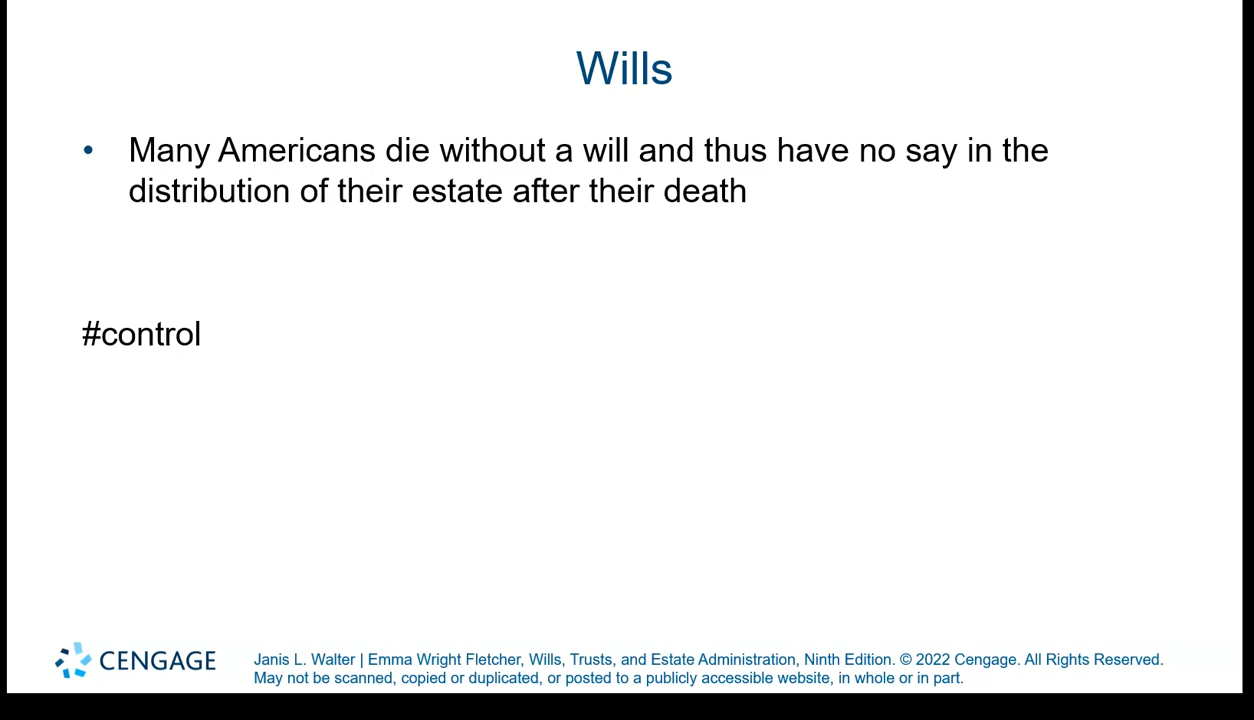 Wills
• Many Americans die without a will and thus have no say in the
distribution of their estate after their death
#control
CENGAGE
Janis L. Walter | Emma Wright Fletcher, Wills, Trusts, and Estate Administration, Ninth Edition. © 2022 Cengage. All Rights Reserved.
May not be scanned, copied or duplicated, or posted to a publicly accessible website, in whole or in part.